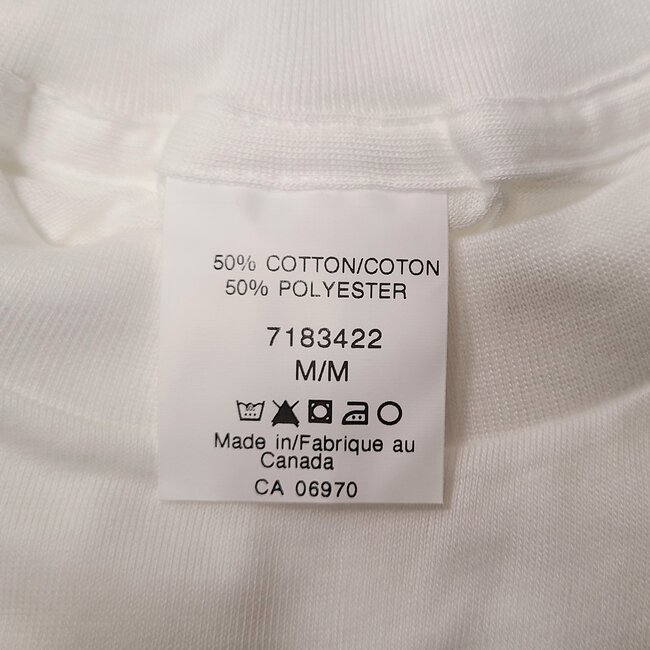 50% COTTON/COTON
50% POLYESTER
7183422
M/M
Made in/Fabrique au
Canada
CA 06970